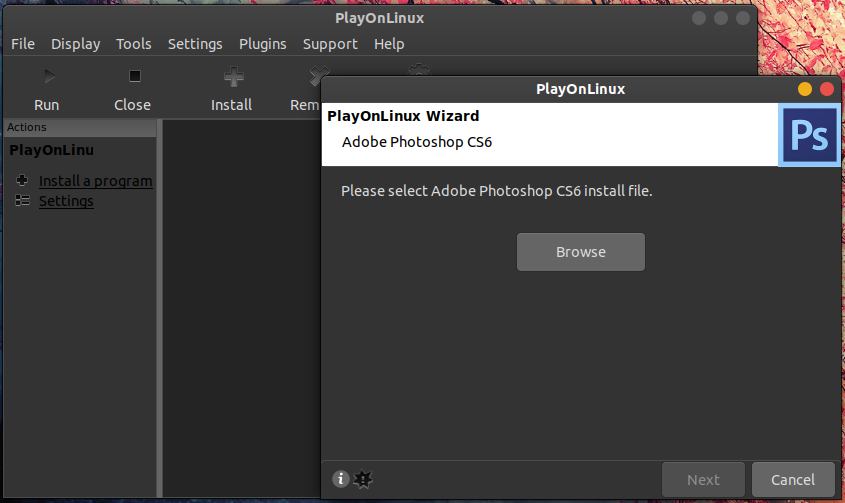 PlayOnLinux
File Display Tools Settings Plugins Support Help
Run Close Install Rem
Actions
PlayOnLinu
Install a program
Settings
PlayOnLinux
PlayOnLinux Wizard
Adobe Photoshop CS6
Ps
Please select Adobe Photoshop CS6 install file.
Browse
Next Cancel